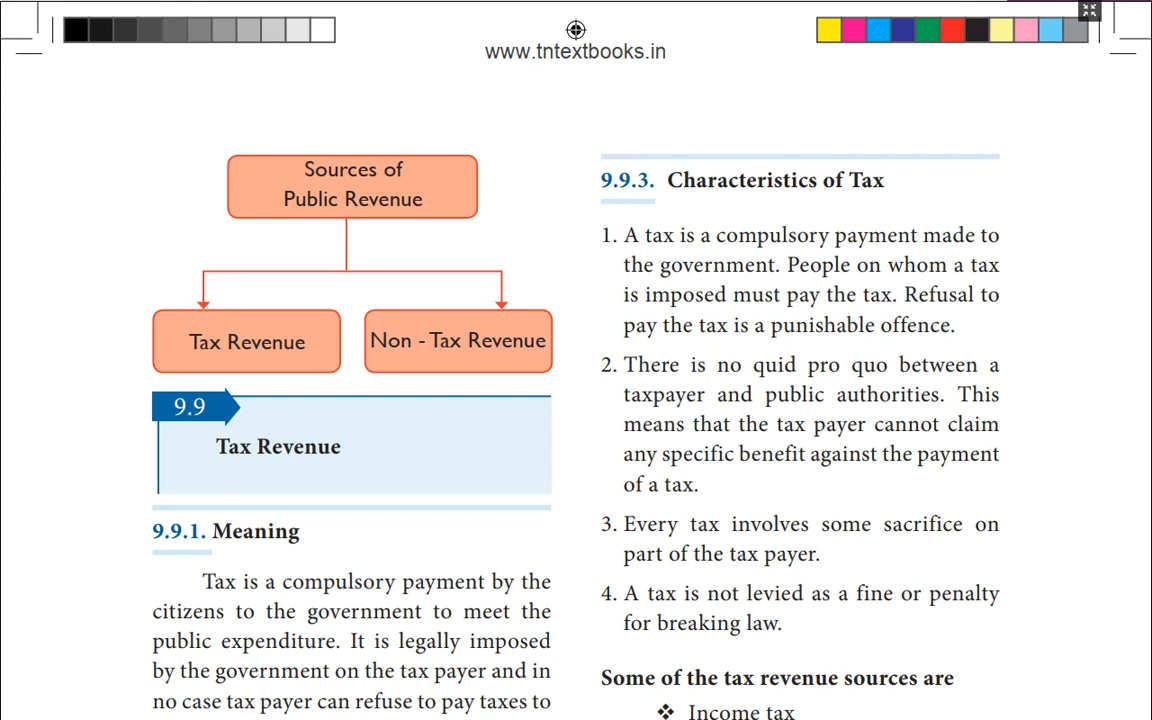 www.tntextbooks.in
Sources of
Public Revenue
Tax Revenue
Non - Tax Revenue
9.9
Tax Revenue
9.9.1. Meaning
Tax is a compulsory payment by the
citizens to the government to meet the
public expenditure. It is legally imposed
by the government on the tax payer and in
no case tax payer can refuse to pay taxes to
9.9.3. Characteristics of Tax
1. A tax is a compulsory payment made to
the government. People on whom a tax
is imposed must pay the tax. Refusal to
pay the tax is a punishable offence.
2. There is no quid pro quo between a
taxpayer and public authorities. This
means that the tax payer cannot claim
any specific benefit against the payment
of a tax.
3. Every tax involves some sacrifice on
part of the tax payer.
4. A tax is not levied as a fine or penalty
for breaking law.
Some of the tax revenue sources are
❖ Income tax